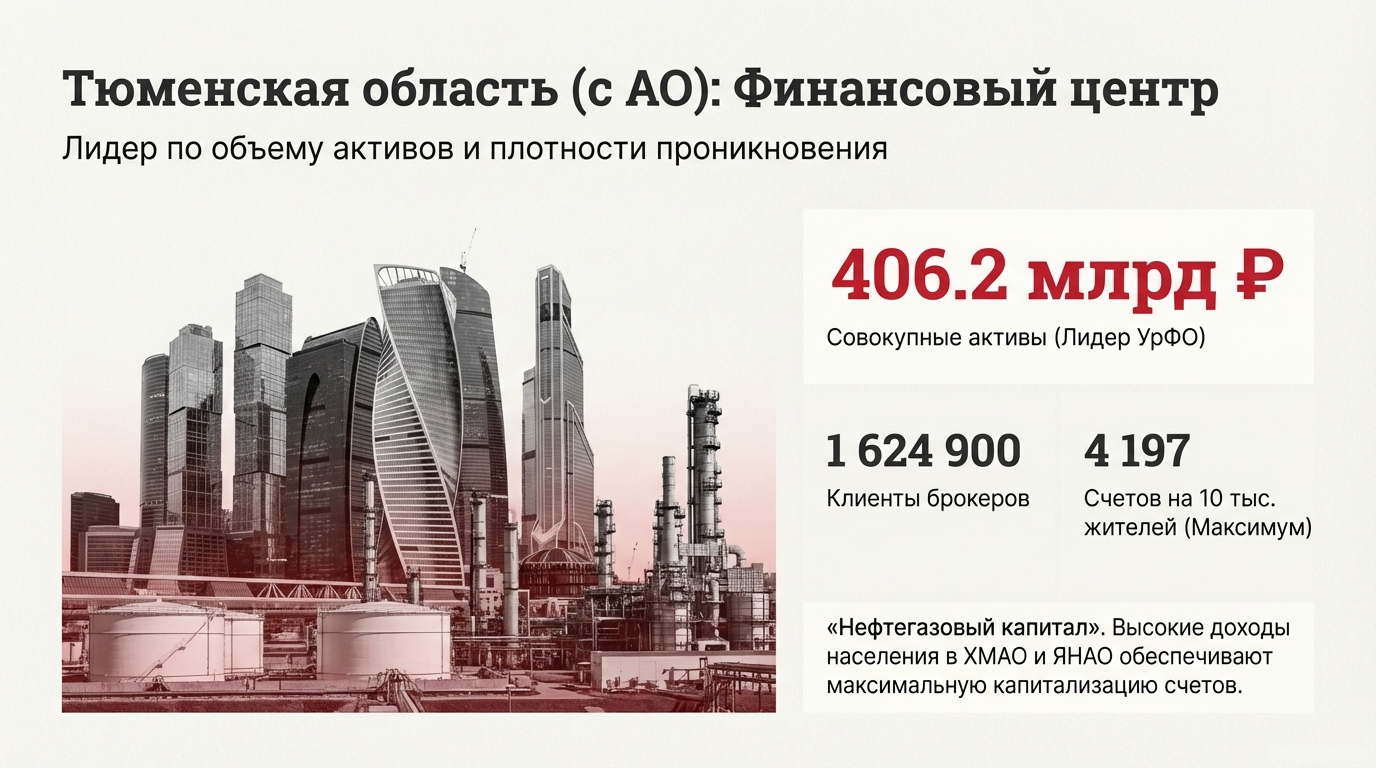 Тюменская область (с АО): Финансовый центр
Лидер по объему активов и плотности проникновения
406.2 млрд ₽
Совокупные активы (Лидер УрФО)
1 624 900
Клиенты брокеров
4 197
Счетов на 10 тыс.
жителей (Максимум)
«Нефтегазовый капитал». Высокие доходы
населения в ХМАО и ЯНАО обеспечивают
максимальную капитализацию счетов.